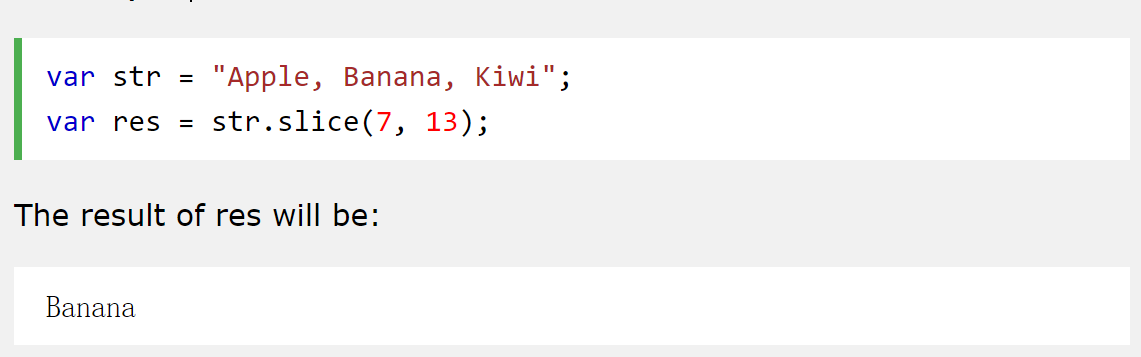 var str = "Apple, Banana, Kiwi";
var res = str.slice(7, 13);
The result of res will be:
Banana